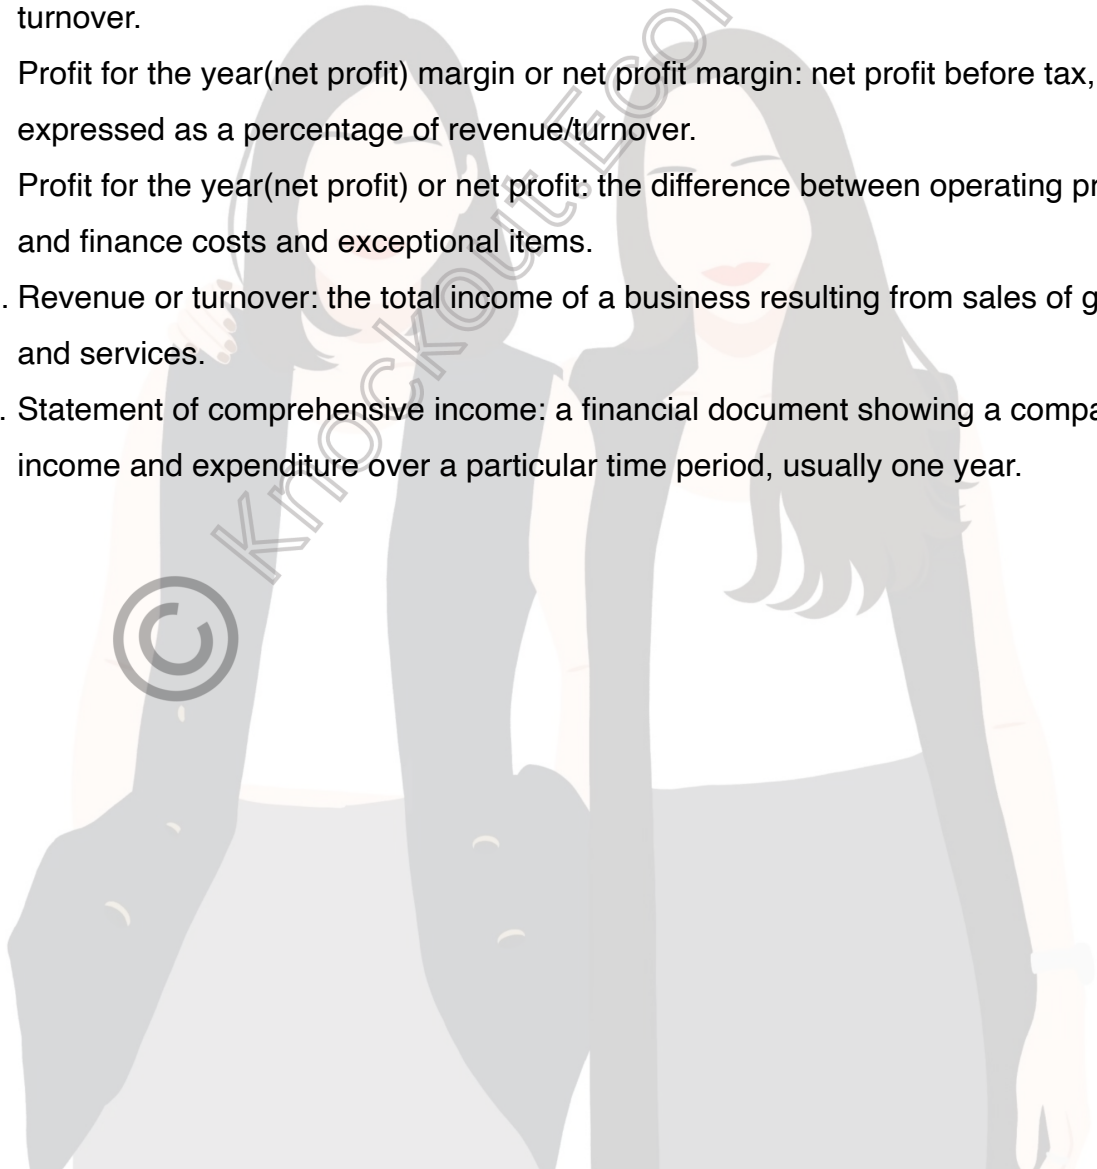 turnover.
Profit for the year(net profit) margin or net profit margin: net profit before tax,
expressed as a percentage of revenue/turnover.
Profit for the year(net profit) or net profit: the difference between operating pr
and finance costs and exceptional items.
. Revenue or turnover: the total income of a business resulting from sales of g
and services.
. Statement of comprehensive income: a financial document showing a compa
income and expenditure over a particular time period, usually one year.
© Knockout.Econ